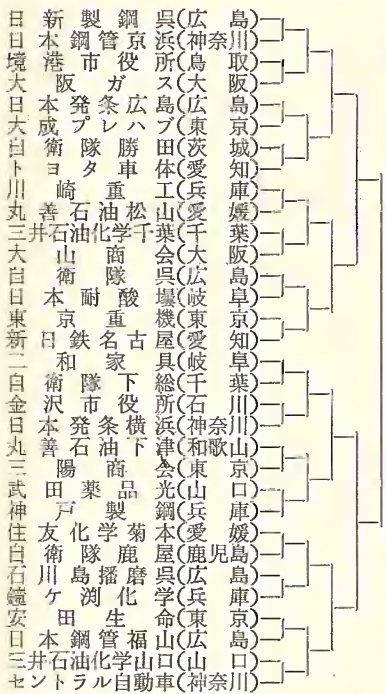 日新製鋼呉(広島)
日本鋼管京浜(神奈川)
境港市役所(鳥取)
大阪ガス(大阪)
日本発条広島(広島)
大成プレハブ(東京)
自衛隊勝田(茨城)
トヨタ車体(愛知)
川崎重工(兵庫)
丸善石油松山(愛媛)
三井石油化学千葉(千葉)
大山商会(大阪)
自衛隊呉(広島)
日本耐酸壜(岐阜)
東京重機(東京)
新日鉄名古屋(愛知)
二和家具(岐阜)
自衛隊下総(千葉)
金沢市役所(石川)
日本発条横浜(神奈川)
丸善石油下津(和歌山)
三陽商会(東京)
武田薬品光(山口)
神戸製鋼(兵庫)
住友化学菊本(愛媛)
自衛隊鹿屋(鹿児島)
石川島播磨呉(広島)
鐘ケ渕化学(兵庫)
安田生命(東京)
日本鋼管福山(広島)
三井石油化学山口(山口)
セントラル自動車(神奈川)